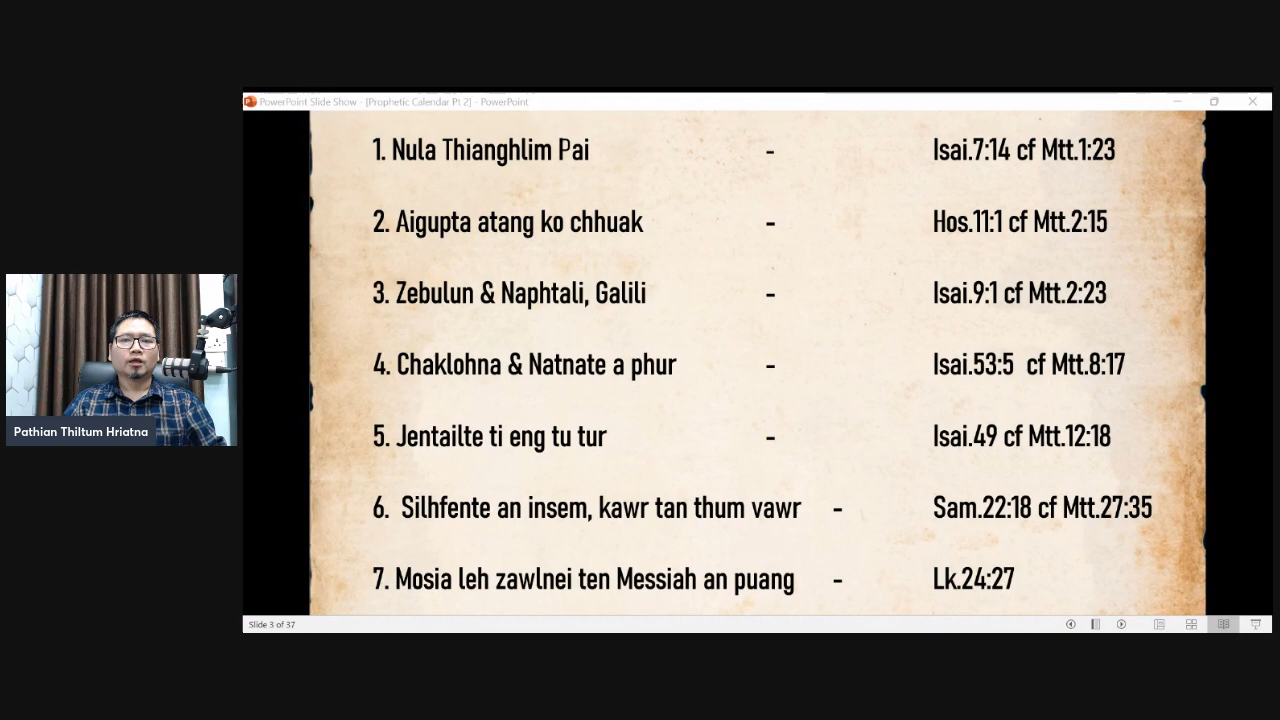 PowerPoint Slide Show - [Prophetic Calendar Pt 2] - PowerPoint
1. Nula Thianghlim Pai - Isai.7:14 cf Mtt.1:23
2. Aigupta atang ko chhuak - Hos.11:1 cf Mtt.2:15
3. Zebulun & Naphtali, Galili - Isai.9:1 cf Mtt.2:23
4. Chaklohna & Natnate a phur - Isai.53:5 cf Mtt.8:17
5. Jentailte ti eng tu tur - Isai.49 cf Mtt.12:18
6. Silhfente an insem, kawr tan thum vawr - Sam.22:18 cf Mtt.27:35
7. Mosia leh zawlnei ten Messiah an puang - Lk.24:27
Pathian Thiltum Hriatna
Slide 3 of 37